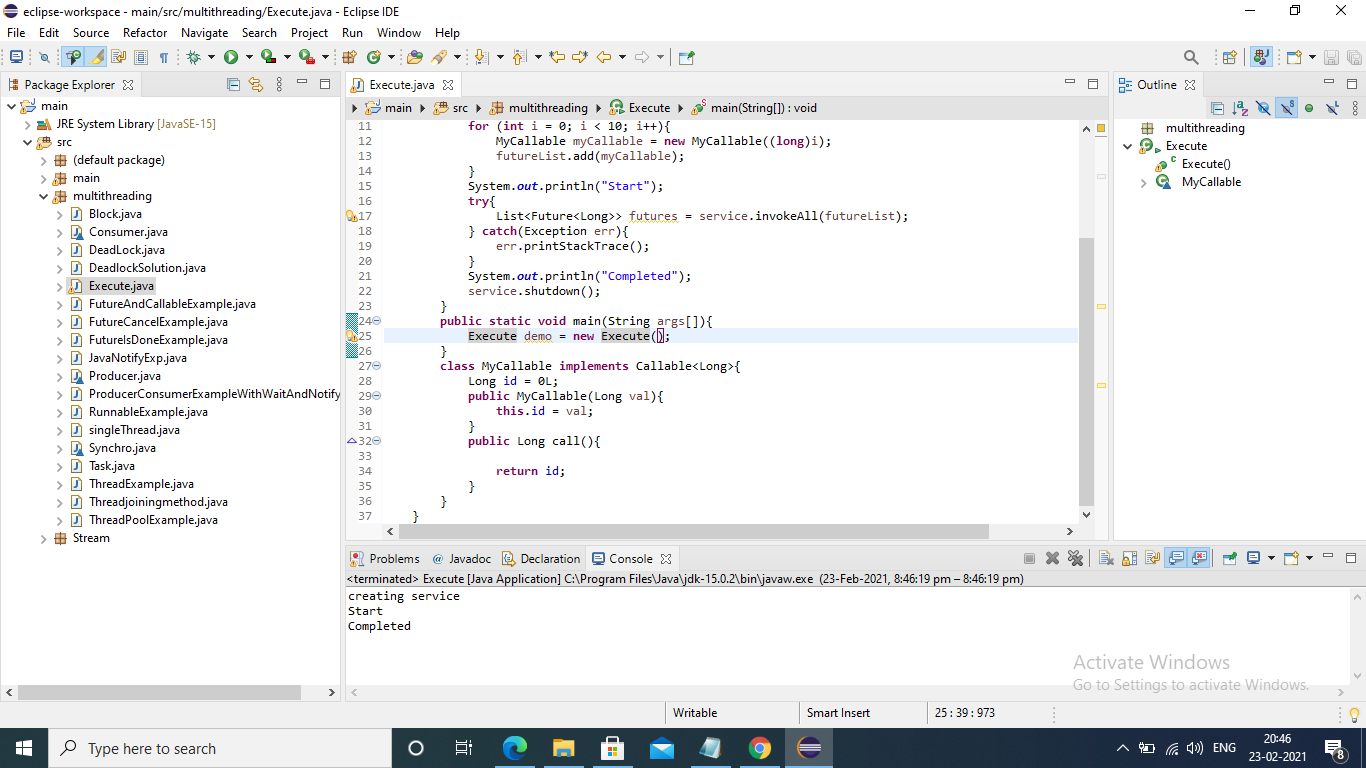 eclipse-workspace - main/src/multithreading/Execute.java - Eclipse IDE
File Edit Source Refactor Navigate Search Project Run Window Help
Package Explorer
main
JRE System Library [JavaSE-15]
src
(default package)
main
multithreading
Block.java
Consumer.java
DeadLock.java
DeadlockSolution.java
Execute.java
FutureAndCallableExample.java
FutureCancelExample.java
FutureIsDoneExample.java
JavaNotifyExp.java
Producer.java
ProducerConsumerExampleWithWaitAndNotify
RunnableExample.java
singleThread.java
Synchro.java
Task.java
ThreadExample.java
Threadjoiningmethod.java
ThreadPoolExample.java
Stream
Execute.java
main src multithreading Execute main(String[]) : void
11 for (int i = 0; i < 10; i++){
12 MyCallable myCallable = new MyCallable((long)i);
13 futureList.add(myCallable);
14 }
15 System.out.println("Start");
16 try{
17 List<Future<Long>> futures = service.invokeAll(futureList);
18 } catch(Exception err){
19 err.printStackTrace();
20 }
21 System.out.println("Completed");
22 service.shutdown();
23 }
24 public static void main(String args[]){
25 Execute demo = new Execute();
26 }
27 class MyCallable implements Callable<Long>{
28 Long id = 0L;
29 public MyCallable(Long val){
30 this.id = val;
31 }
32 public Long call(){
33
34 return id;
35 }
36 }
37 }
Outline
multithreading
Execute
Execute()
MyCallable
Problems @ Javadoc Declaration Console
<terminated> Execute [Java Application] C:\Program Files\Java\jdk-15.0.2\bin\javaw.exe (23-Feb-2021, 8:46:19 pm – 8:46:19 pm)
creating service
Start
Completed
Activate Windows
Go to Settings to activate Windows.
Writable Smart Insert 25 : 39 : 973
Type here to search
ENG
20:46
23-02-2021
8